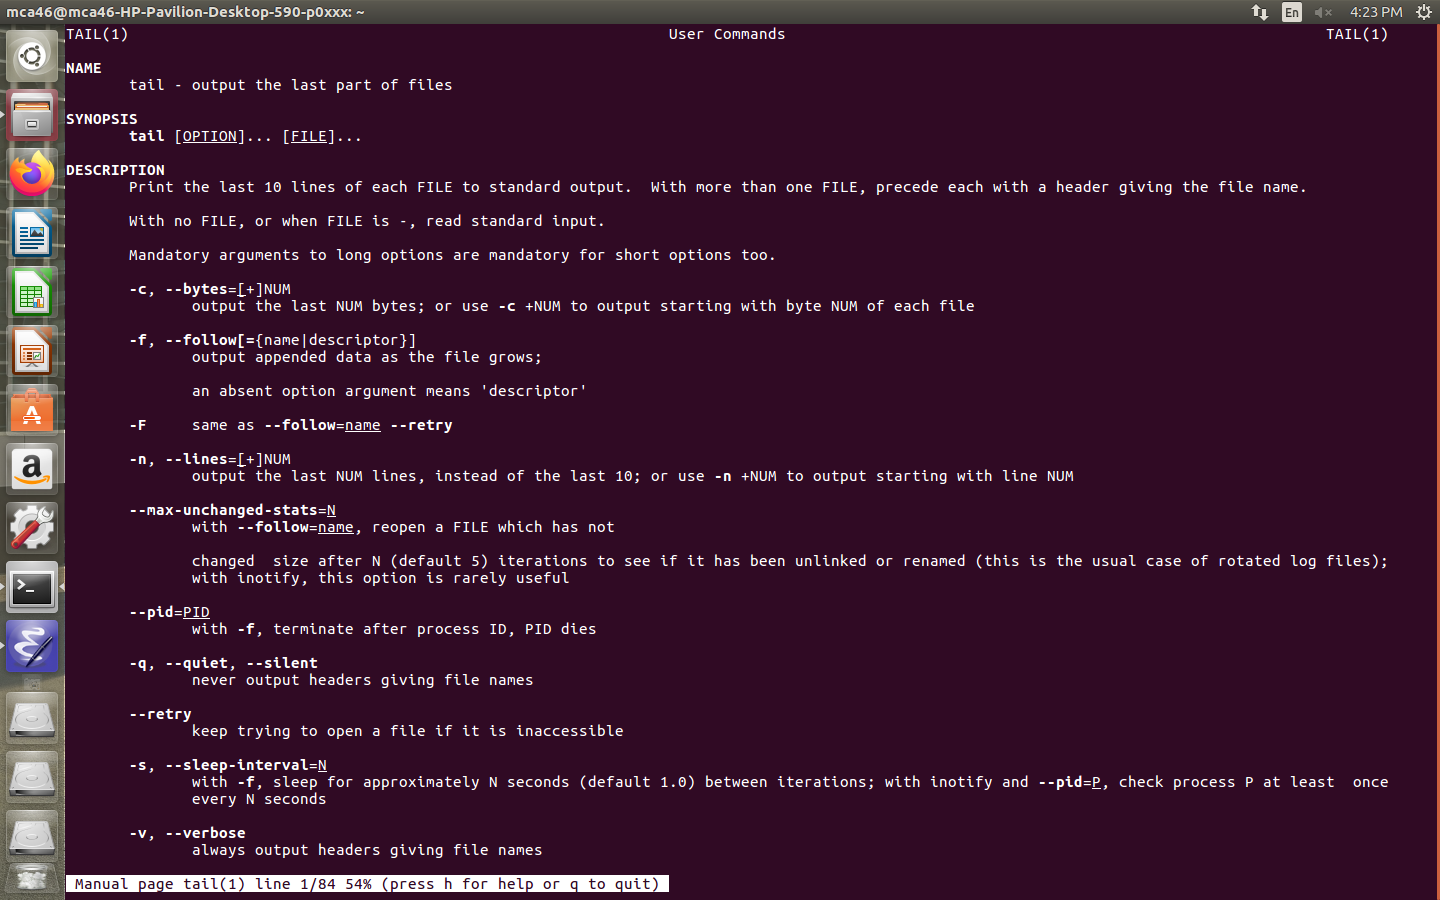 mca46@mca46-HP-Pavilion-Desktop-590-p0xxx: ~ En 4:23 PM
TAIL(1) User Commands TAIL(1)
NAME
tail - output the last part of files
SYNOPSIS
tail [OPTION]... [FILE]...
DESCRIPTION
Print the last 10 lines of each FILE to standard output. With more than one FILE, precede each with a header giving the file name.
With no FILE, or when FILE is -, read standard input.
Mandatory arguments to long options are mandatory for short options too.
-c, --bytes=[+]NUM
output the last NUM bytes; or use -c +NUM to output starting with byte NUM of each file
-f, --follow[={name|descriptor}]
output appended data as the file grows;
an absent option argument means 'descriptor'
-F same as --follow=name --retry
-n, --lines=[+]NUM
output the last NUM lines, instead of the last 10; or use -n +NUM to output starting with line NUM
--max-unchanged-stats=N
with --follow=name, reopen a FILE which has not
changed size after N (default 5) iterations to see if it has been unlinked or renamed (this is the usual case of rotated log files);
with inotify, this option is rarely useful
--pid=PID
with -f, terminate after process ID, PID dies
-q, --quiet, --silent
never output headers giving file names
--retry
keep trying to open a file if it is inaccessible
-s, --sleep-interval=N
with -f, sleep for approximately N seconds (default 1.0) between iterations; with inotify and --pid=P, check process P at least once
every N seconds
-v, --verbose
always output headers giving file names
Manual page tail(1) line 1/84 54% (press h for help or q to quit)